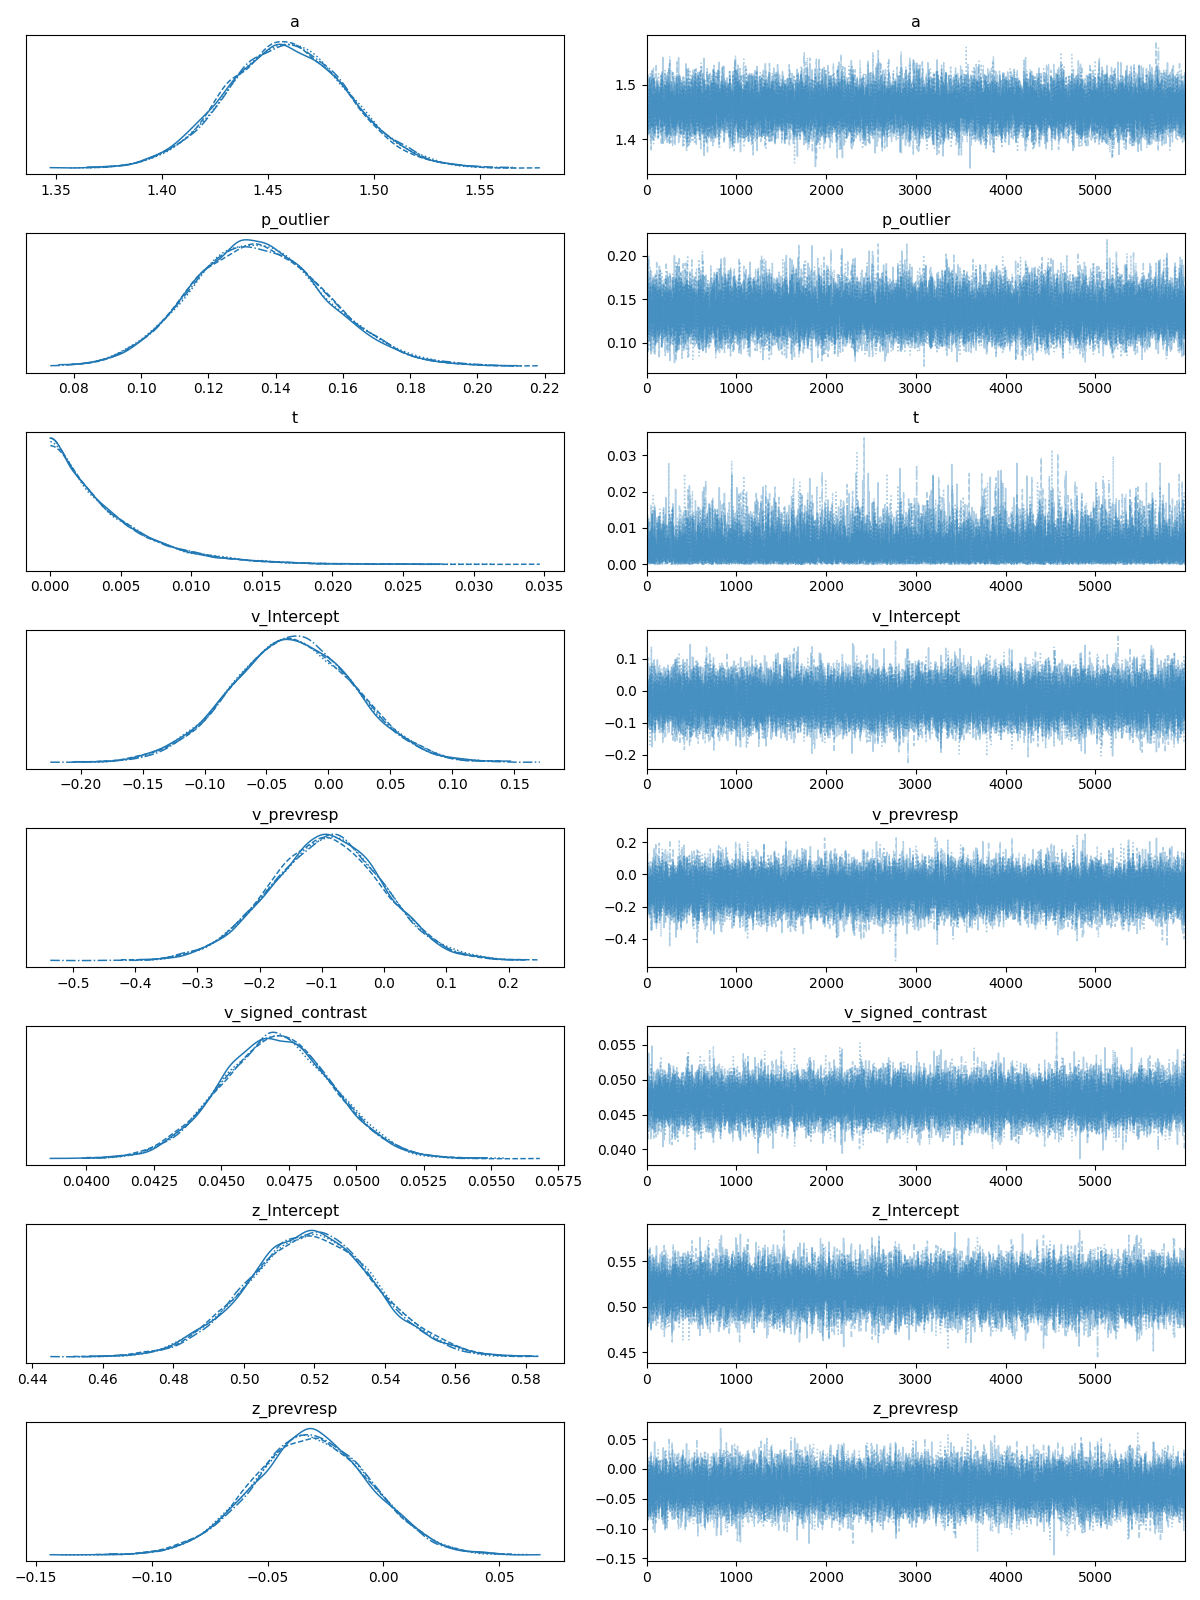 a a
1.5
1.4
1.35 1.40 1.45 1.50 1.55 0 1000 2000 3000 4000 5000
p_outlier p_outlier
0.20
0.15
0.10
0.08 0.10 0.12 0.14 0.16 0.18 0.20 0.22 0 1000 2000 3000 4000 5000
t t
0.03
0.02
0.01
0.00
0.000 0.005 0.010 0.015 0.020 0.025 0.030 0.035 0 1000 2000 3000 4000 5000
v_Intercept v_Intercept
0.1
0.0
−0.1
−0.2
−0.20 −0.15 −0.10 −0.05 0.00 0.05 0.10 0.15 0 1000 2000 3000 4000 5000
v_prevresp v_prevresp
0.2
0.0
−0.2
−0.4
−0.5 −0.4 −0.3 −0.2 −0.1 0.0 0.1 0.2 0 1000 2000 3000 4000 5000
v_signed_contrast v_signed_contrast
0.055
0.050
0.045
0.040
0.0400 0.0425 0.0450 0.0475 0.0500 0.0525 0.0550 0.0575 0 1000 2000 3000 4000 5000
z_Intercept z_Intercept
0.55
0.50
0.45
0.44 0.46 0.48 0.50 0.52 0.54 0.56 0.58 0 1000 2000 3000 4000 5000
z_prevresp z_prevresp
0.05
0.00
−0.05
−0.10
−0.15
−0.15 −0.10 −0.05 0.00 0.05 0 1000 2000 3000 4000 5000